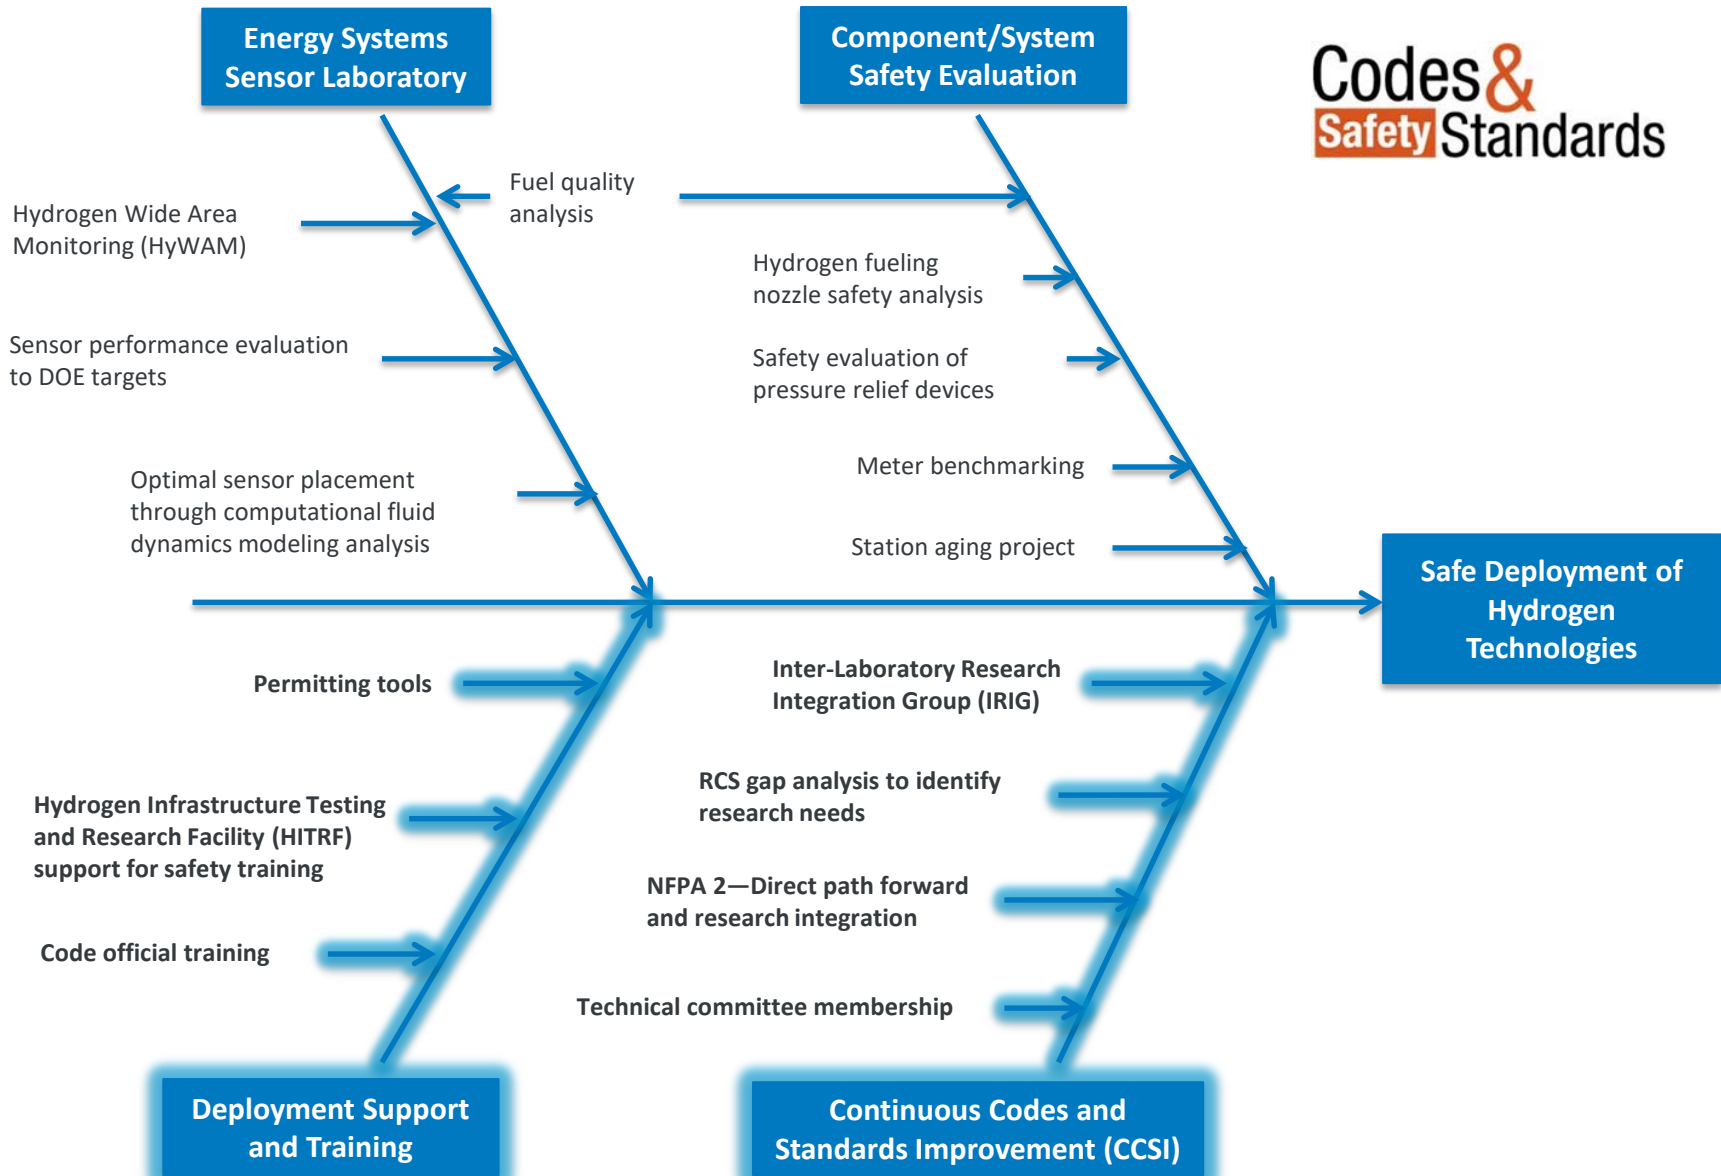 Energy Systems
Sensor Laboratory
Component/System
Safety Evaluation
Codes &
Safety Standards
Fuel quality
analysis
Hydrogen Wide Area
Monitoring (HyWAM)
Hydrogen fueling
nozzle safety analysis
Sensor performance evaluation
to DOE targets
Safety evaluation of
pressure relief devices
Optimal sensor placement
through computational fluid
dynamics modeling analysis
Meter benchmarking
Station aging project
Safe Deployment of
Hydrogen
Technologies
Permitting tools
Inter-Laboratory Research
Integration Group (IRIG)
Hydrogen Infrastructure Testing
and Research Facility (HITRF)
support for safety training
RCS gap analysis to identify
research needs
NFPA 2—Direct path forward
and research integration
Code official training
Technical committee membership
Deployment Support
and Training
Continuous Codes and
Standards Improvement (CCSI)